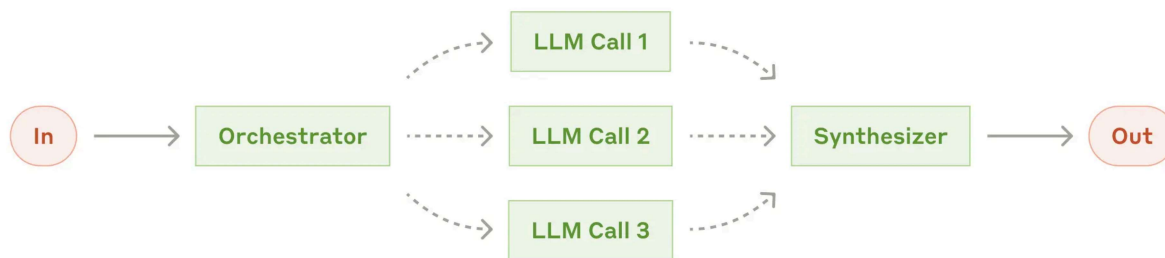 In
Orchestrator
LLM Call 1
LLM Call 2
LLM Call 3
Synthesizer
Out